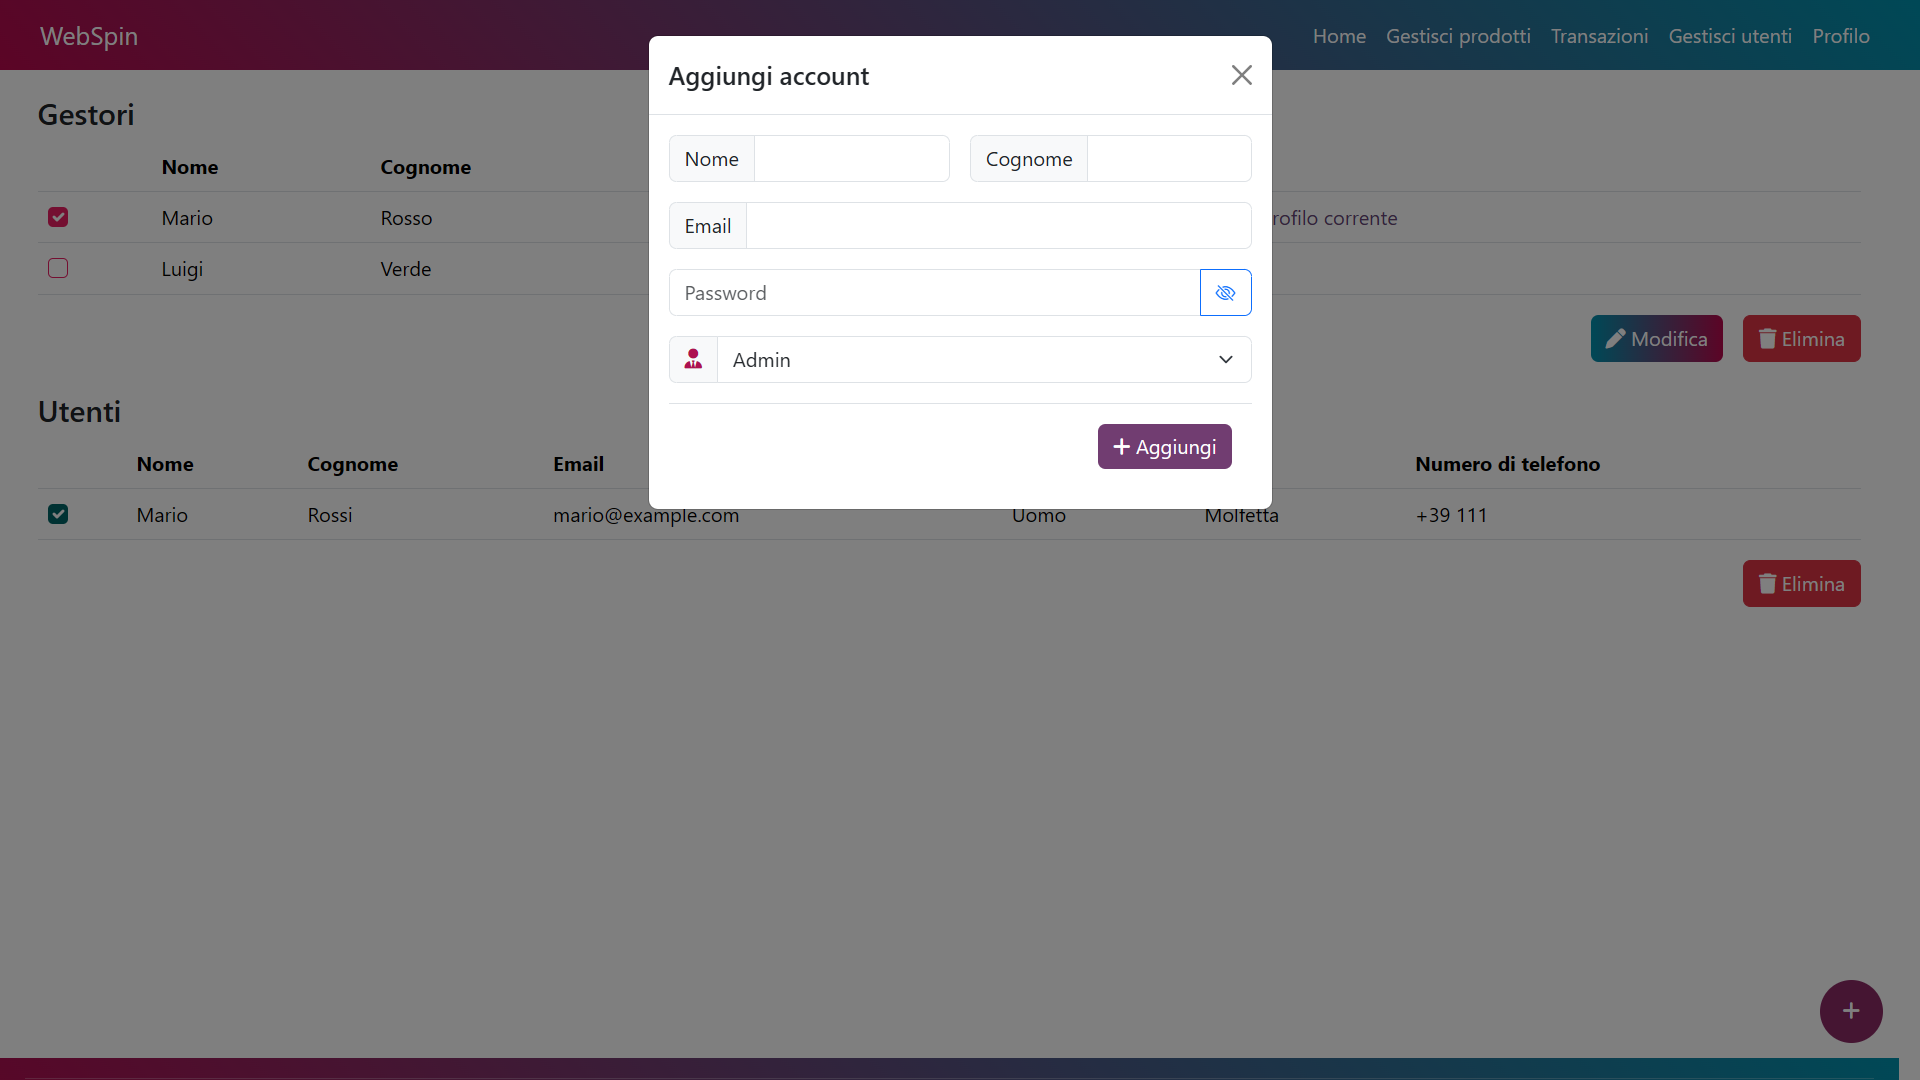 WebSpin
Home Gestisci prodotti Transazioni Gestisci utenti Profilo
Aggiungi account
Nome
Cognome
Email
Password
Admin
Aggiungi
Gestori
Nome Cognome
Mario Rosso rofilo corrente
Luigi Verde
Modifica Elimina
Utenti
Nome Cognome Email Numero di telefono
Mario Rossi mario@example.com Uomo Molfetta +39 111
Elimina